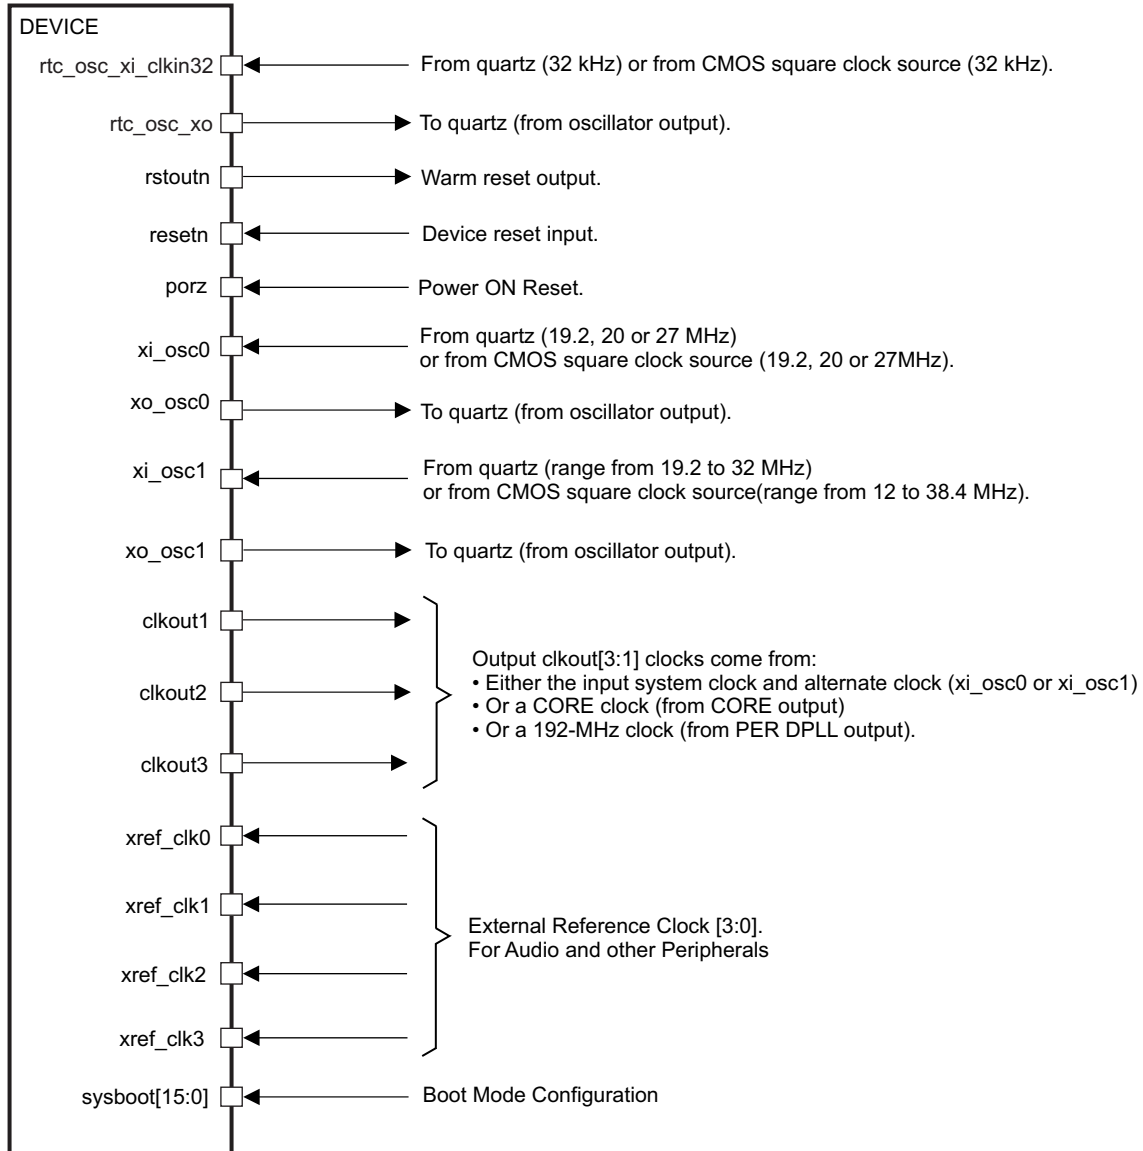 DEVICE
rtc_osc_xi_clkin32 From quartz (32 kHz) or from CMOS square clock source (32 kHz).
rtc_osc_xo To quartz (from oscillator output).
rstoutn Warm reset output.
resetn Device reset input.
porz Power ON Reset.
xi_osc0 From quartz (19.2, 20 or 27 MHz)
or from CMOS square clock source (19.2, 20 or 27MHz).
xo_osc0 To quartz (from oscillator output).
xi_osc1 From quartz (range from 19.2 to 32 MHz)
or from CMOS square clock source(range from 12 to 38.4 MHz).
xo_osc1 To quartz (from oscillator output).
clkout1
clkout2
clkout3
Output clkout[3:1] clocks come from:
• Either the input system clock and alternate clock (xi_osc0 or xi_osc1)
• Or a CORE clock (from CORE output)
• Or a 192-MHz clock (from PER DPLL output).
xref_clk0
xref_clk1
xref_clk2
xref_clk3
External Reference Clock [3:0].
For Audio and other Peripherals
sysboot[15:0] Boot Mode Configuration